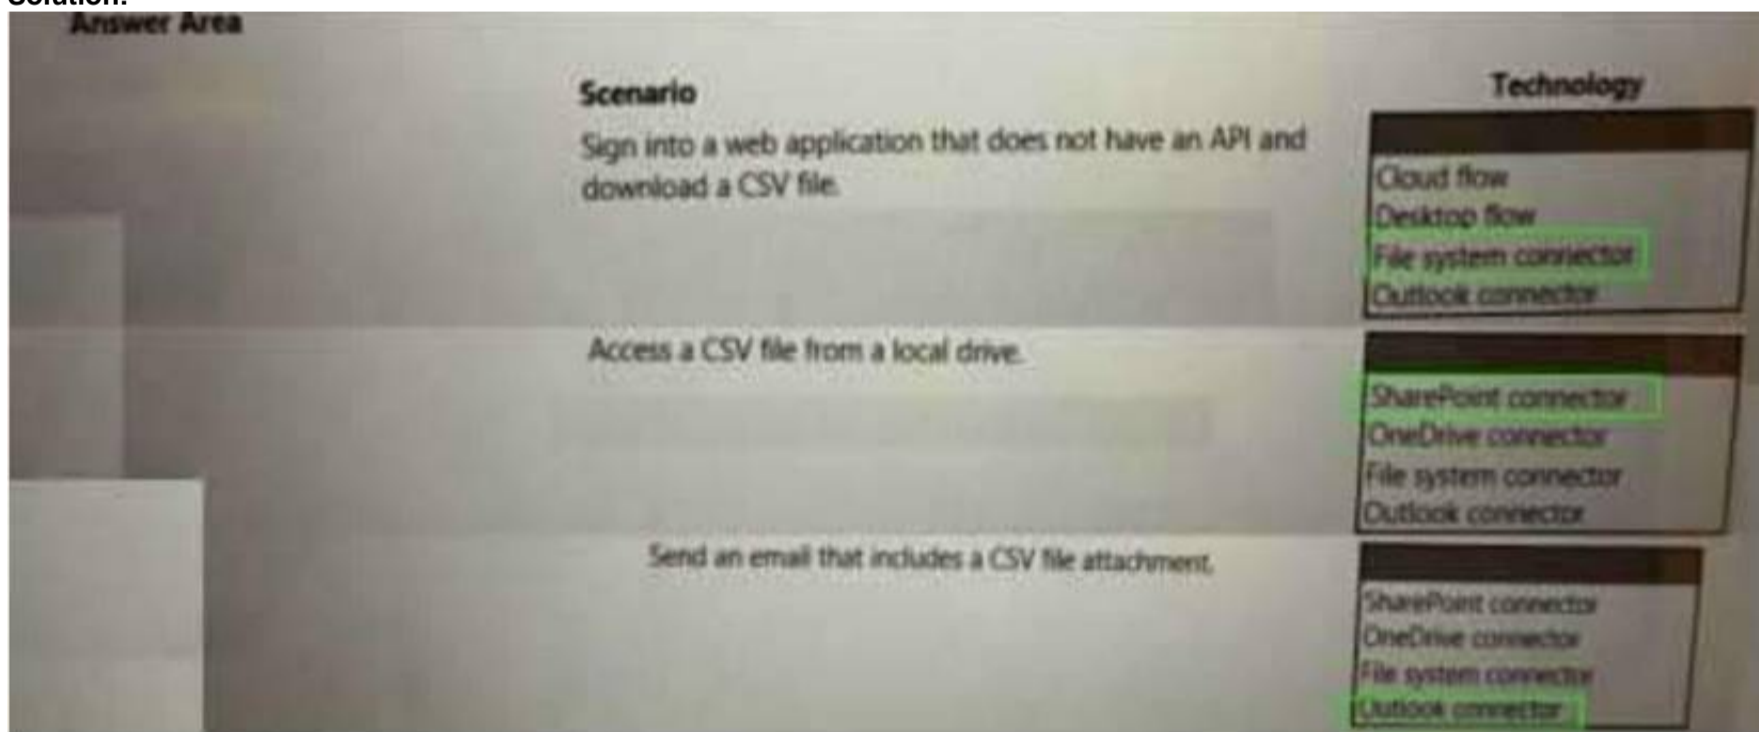 Solution:
Answer Area
Scenario
Technology
Sign into a web application that does not have an API and
download a CSV file.
Cloud flow
Desktop flow
File system connector
Outlook connector
Access a CSV file from a local drive.
SharePoint connector
OneDrive connector
File system connector
Outlook connector
Send an email that includes a CSV file attachment.
SharePoint connector
OneDrive connector
File system connector
Outlook connector